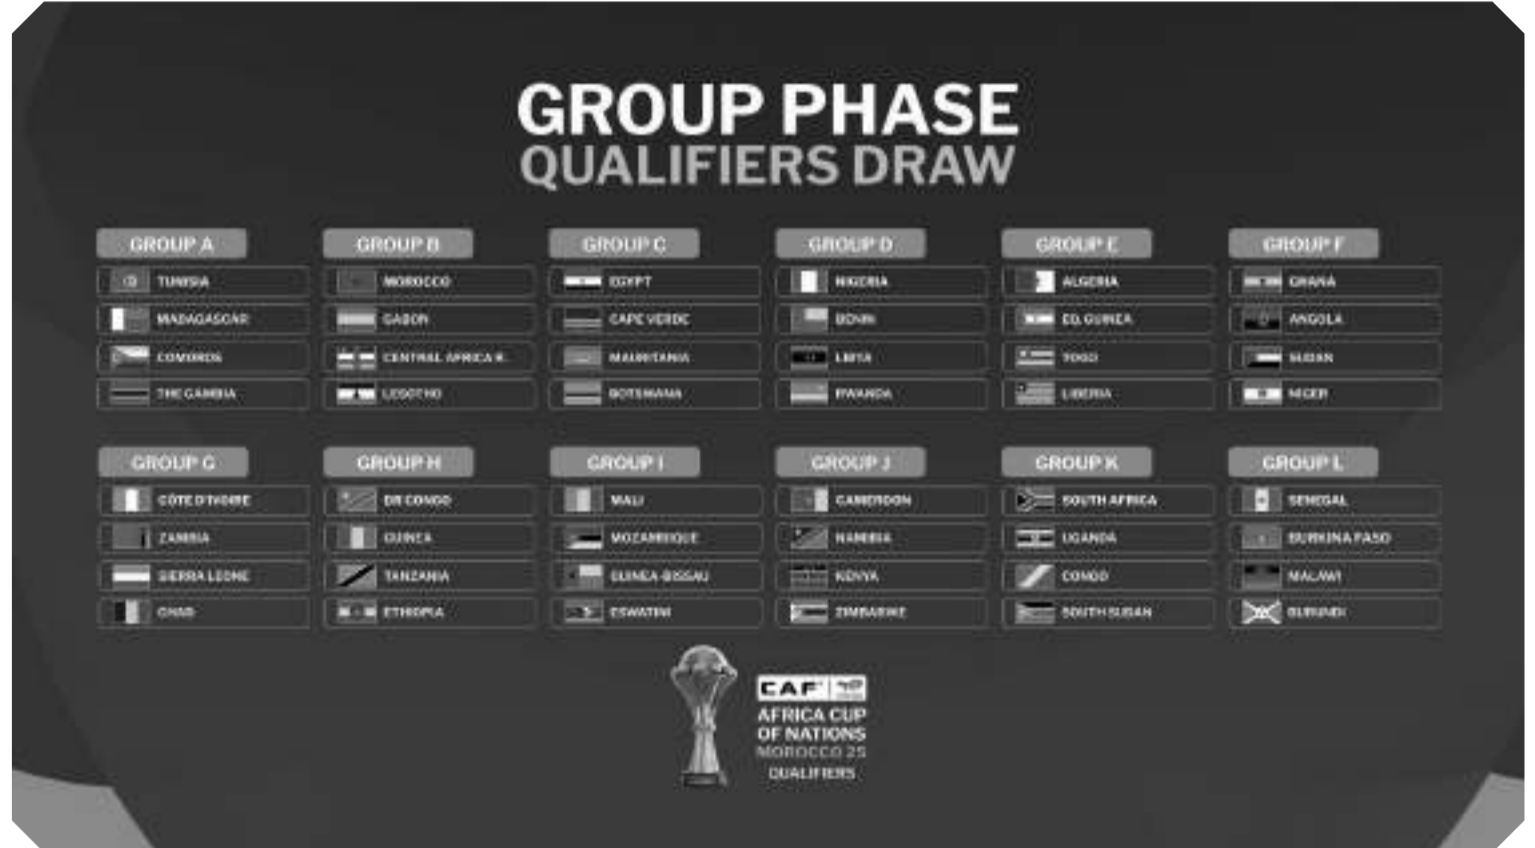 GROUP PHASE
QUALIFIERS DRAW
GROUP A
TUNISIA
MADAGASCAR
COMOROS
THE GAMBIA
GROUP B
MOROCCO
GABON
CENTRAL AFRICA R.
LESOTHO
GROUP C
EGYPT
CAPE VERDE
MAURITANIA
BOTSWANA
GROUP D
NIGERIA
BENIN
LIBYA
RWANDA
GROUP E
ALGERIA
EQ. GUINEA
TOGO
LIBERIA
GROUP F
GHANA
ANGOLA
SUDAN
NIGER
GROUP G
CÔTE D'IVOIRE
ZAMBIA
SIERRA LEONE
CHAD
GROUP H
DR CONGO
GUINEA
TANZANIA
ETHIOPIA
GROUP I
MALI
MOZAMBIQUE
GUINEA-BISSAU
ESWATINI
GROUP J
CAMEROON
NAMIBIA
KENYA
ZIMBABWE
GROUP K
SOUTH AFRICA
UGANDA
CONGO
SOUTH SUDAN
GROUP L
SENEGAL
BURKINA FASO
MALAWI
BURUNDI
CAF
AFRICA CUP
OF NATIONS
MOROCCO 25
QUALIFIERS